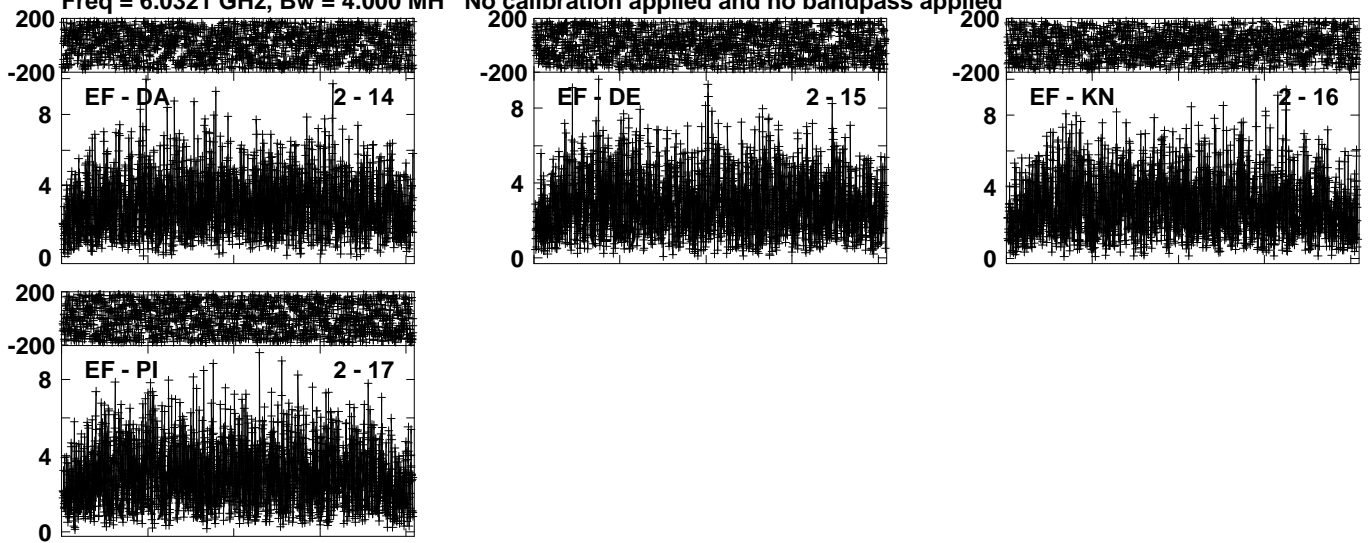 Freq = 6.0321 GHz, Bw = 4.000 MH No calibration applied and no bandpass applied
200 200 200
-200 -200 -200
EF - DA 2 - 14 EF - DE 2 - 15 EF - KN 2 - 16
8 8 8
4 4 4
0 0 0
200
-200
EF - PI 2 - 17
8
4
0